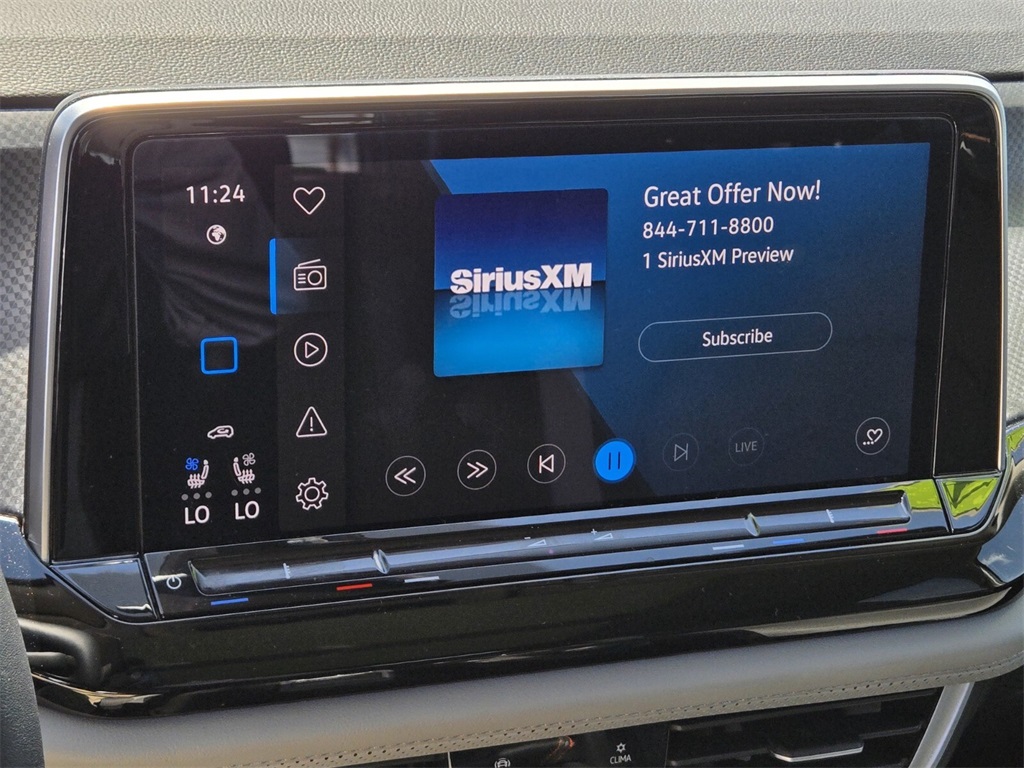 11:24
SiriusXM
Great Offer Now!
844-711-8800
1 SiriusXM Preview
Subscribe
LIVE
LO
LO
CLIMA